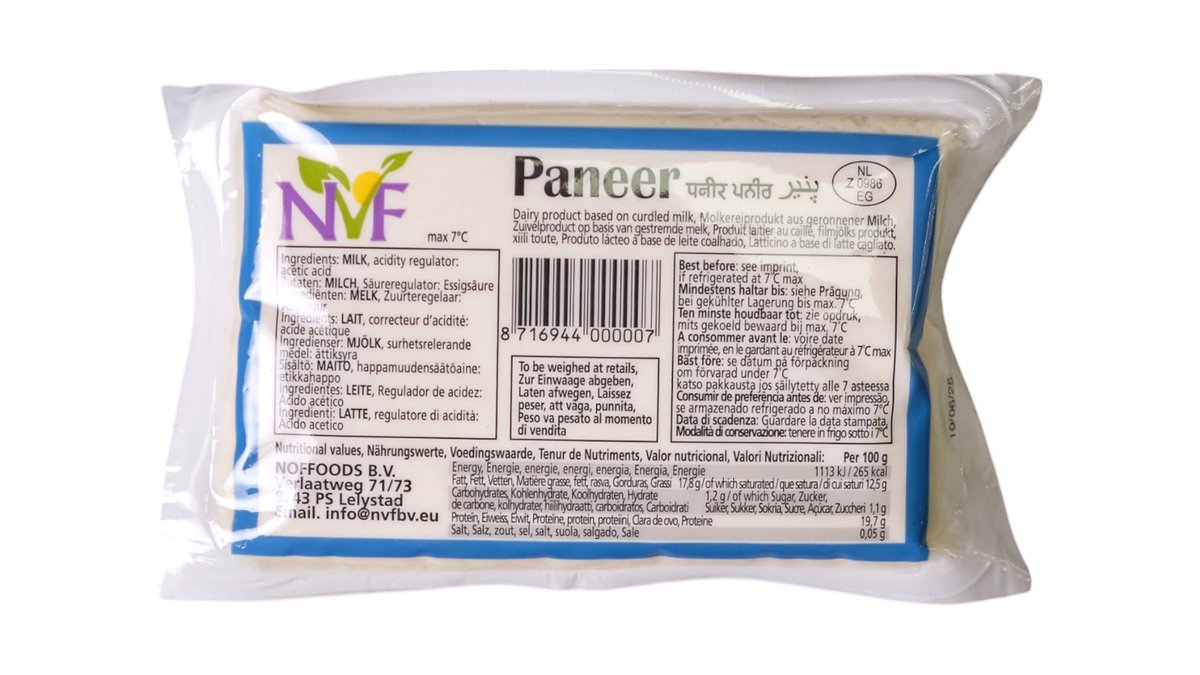 NVF
max 7°C
Paneer ਧਕੀਣ ਪਨੀਰ پنیر
NL
Z 0986
EG
Dairy product based on curdled milk, Molkereiprodukt aus geronnener Milch,
Zuivelproduct op basis van gestremde melk, Produit laitier au caillé, filmjölks produkt,
xiili toute, Produto lácteo a base de leite coalhado, Latticino a base di latte cagliato.
Ingredients: MILK, acidity regulator:
acetic acid
Zutaten: MILCH, Säureregulator: Essigsäure
Ingrediënten: MELK, Zuurteregelaar:
Ingrédients: LAIT, correcteur d'acidité:
acide acétique
Ingredienser: MJÖLK, surhetsrelerande
medel: ättiksyra
Sisältö: MAITO, happamuudensäätöaine:
etikkahappo
Ingredientes: LEITE, Regulador de acidez:
Ácido acético
Ingredienti: LATTE, regulatore di acidità:
Acido acetico
8 716944 000007
To be weighed at retails,
Zur Einwaage abgeben,
Laten afwegen, Laissez
peser, att väga, punnita,
Peso va pesato al momento
di vendita
Best before: see imprint,
if refrigerated at 7°C max
Mindestens haltar bis: siehe Prägung,
bei gekühlter Lagerung bis max. 7°C
Ten minste houdbaar tot: zie opdruk,
mits gekoeld bewaard bij max. 7°C
A consommer avant le: voire date
imprimée, en le gardant au réfrigérateur à 7°C max
Bäst före: se datum på förpäckning
om förvarad under 7°C
katso pakkausta jos säilytetty alle 7 asteessa
Consumir de preferência antes de: ver impressão,
se armazenado refrigerado a no máximo 7°C
Data di scadenza: Guardare la data stampata,
Modalità di conservazione: tenere in frigo sotto i 7°C
10/06/25
Nutritional values, Nährungswerte, Voedingswaarde, Tenur de Nutriments, Valor nutricional, Valori Nutrizionali: Per 100 g
NOFFOODS B.V.
Verlaatweg 71/73
8243 PS Lelystad
Email. info@nvfbv.eu
Energy, Energie, energie, energi, energia, Energia, Energie 1113 kJ / 265 kcal
Fatt, Fett, Vetten, Matière grasse, fett, rasva, Gorduras, Grassi 17,8 g / of which saturated / que satura / di cui saturi 12,5 g
Carbohydrates, Kohlenhydrate, Koolhraten, Hydrate 1,2 g / of which Sugar, Zucker,
de carbône, kolhydrater, hiilihydraatti, carboidratos, Carboidrati Suiker, Sukker, Sokria, Sucre, Açúcar, Zuccheri 1,1 g
Protein, Eiweiss, Eiwit, Proteine, protein, proteiini, Clara de ovo, Proteine 19,7 g
Salt, Salz, zout, sel, salt, suola, salgado, Sale 0,05 g